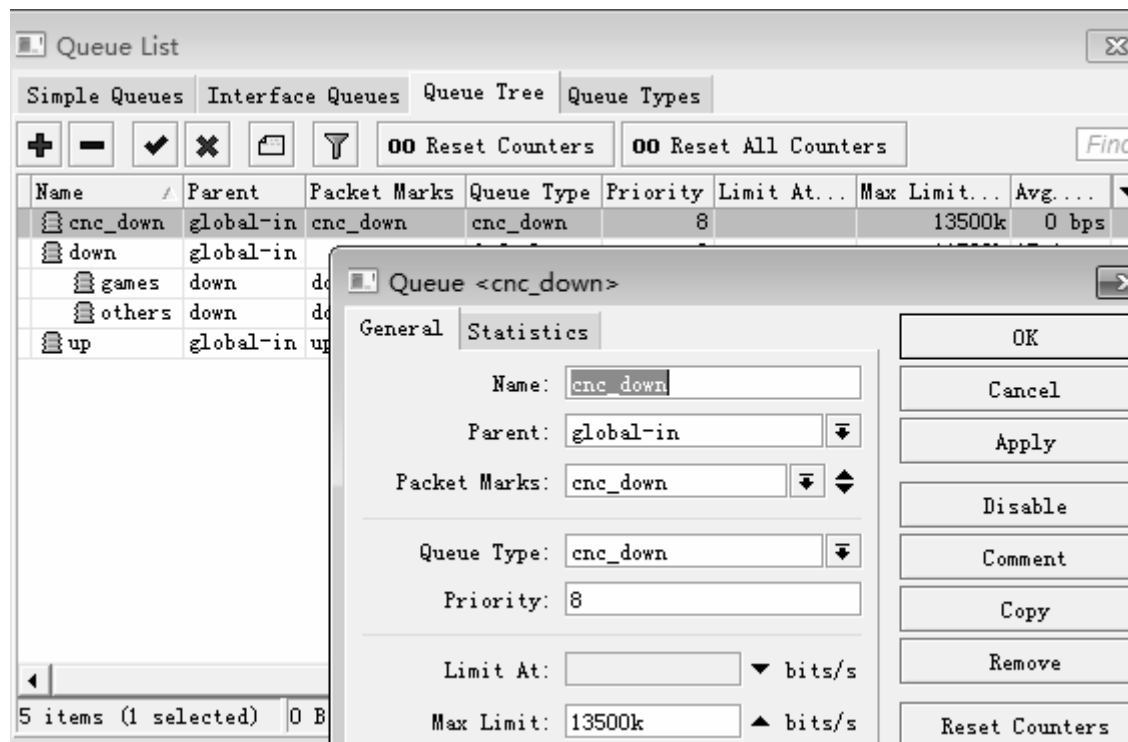 Queue List
Simple Queues Interface Queues Queue Tree Queue Types
00 Reset Counters 00 Reset All Counters Find
Name Parent Packet Marks Queue Type Priority Limit At... Max Limit... Avg....
cnc_down global-in cnc_down cnc_down 8 13500k 0 bps
down global-in
games down
others down
up global-in
5 items (1 selected) 0 B
Queue <cnc_down>
General Statistics
Name: cnc_down
Parent: global-in
Packet Marks: cnc_down
Queue Type: cnc_down
Priority: 8
Limit At: bits/s
Max Limit: 13500k bits/s
OK
Cancel
Apply
Disable
Comment
Copy
Remove
Reset Counters